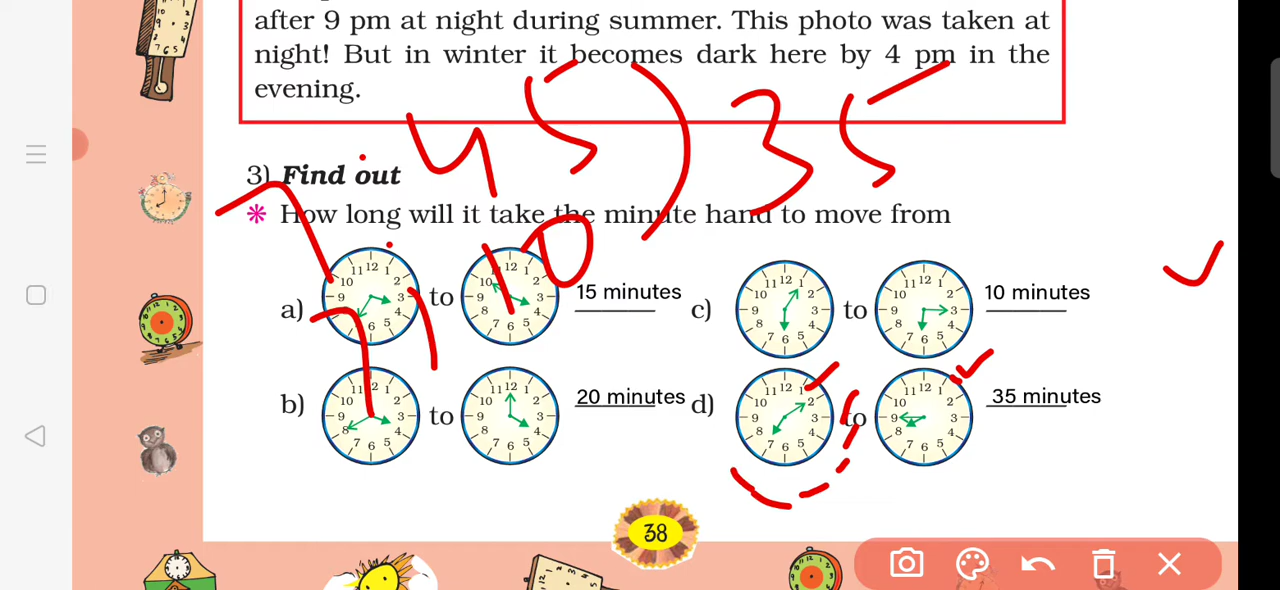 after 9 pm at night during summer. This photo was taken at
night! But in winter it becomes dark here by 4 pm in the
evening.
45) 35
3) Find out
* How long will it take the minute hand to move from
10
a) to 15 minutes c) to 10 minutes
b) to 20 minutes d) to 35 minutes
38